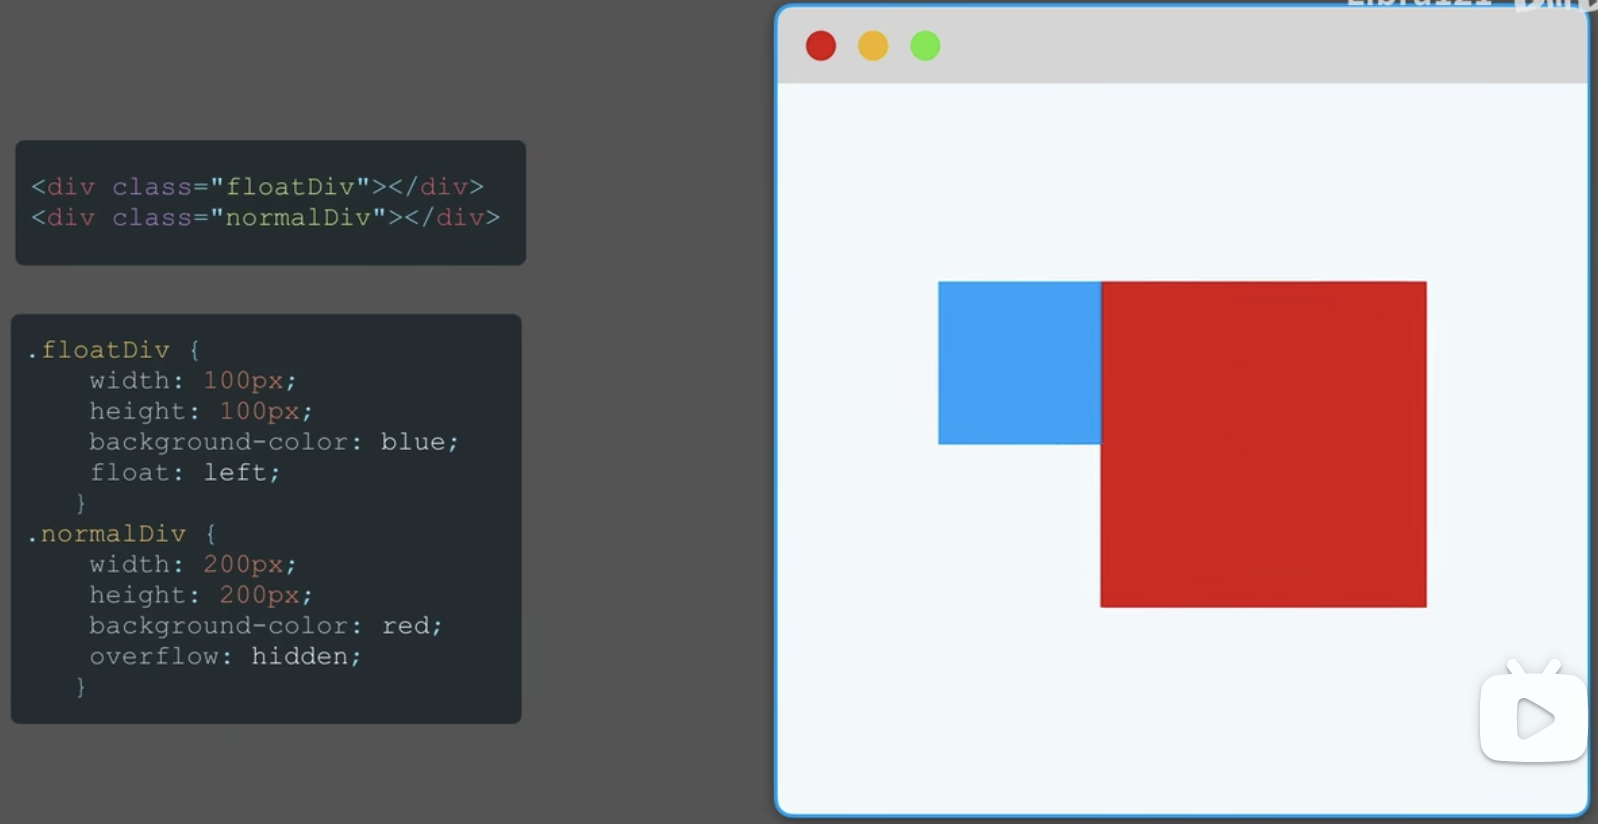 <div class="floatDiv"></div>
<div class="normalDiv"></div>
.floatDiv {
    width: 100px;
    height: 100px;
    background-color: blue;
    float: left;
   }
.normalDiv {
    width: 200px;
    height: 200px;
    background-color: red;
    overflow: hidden;
   }